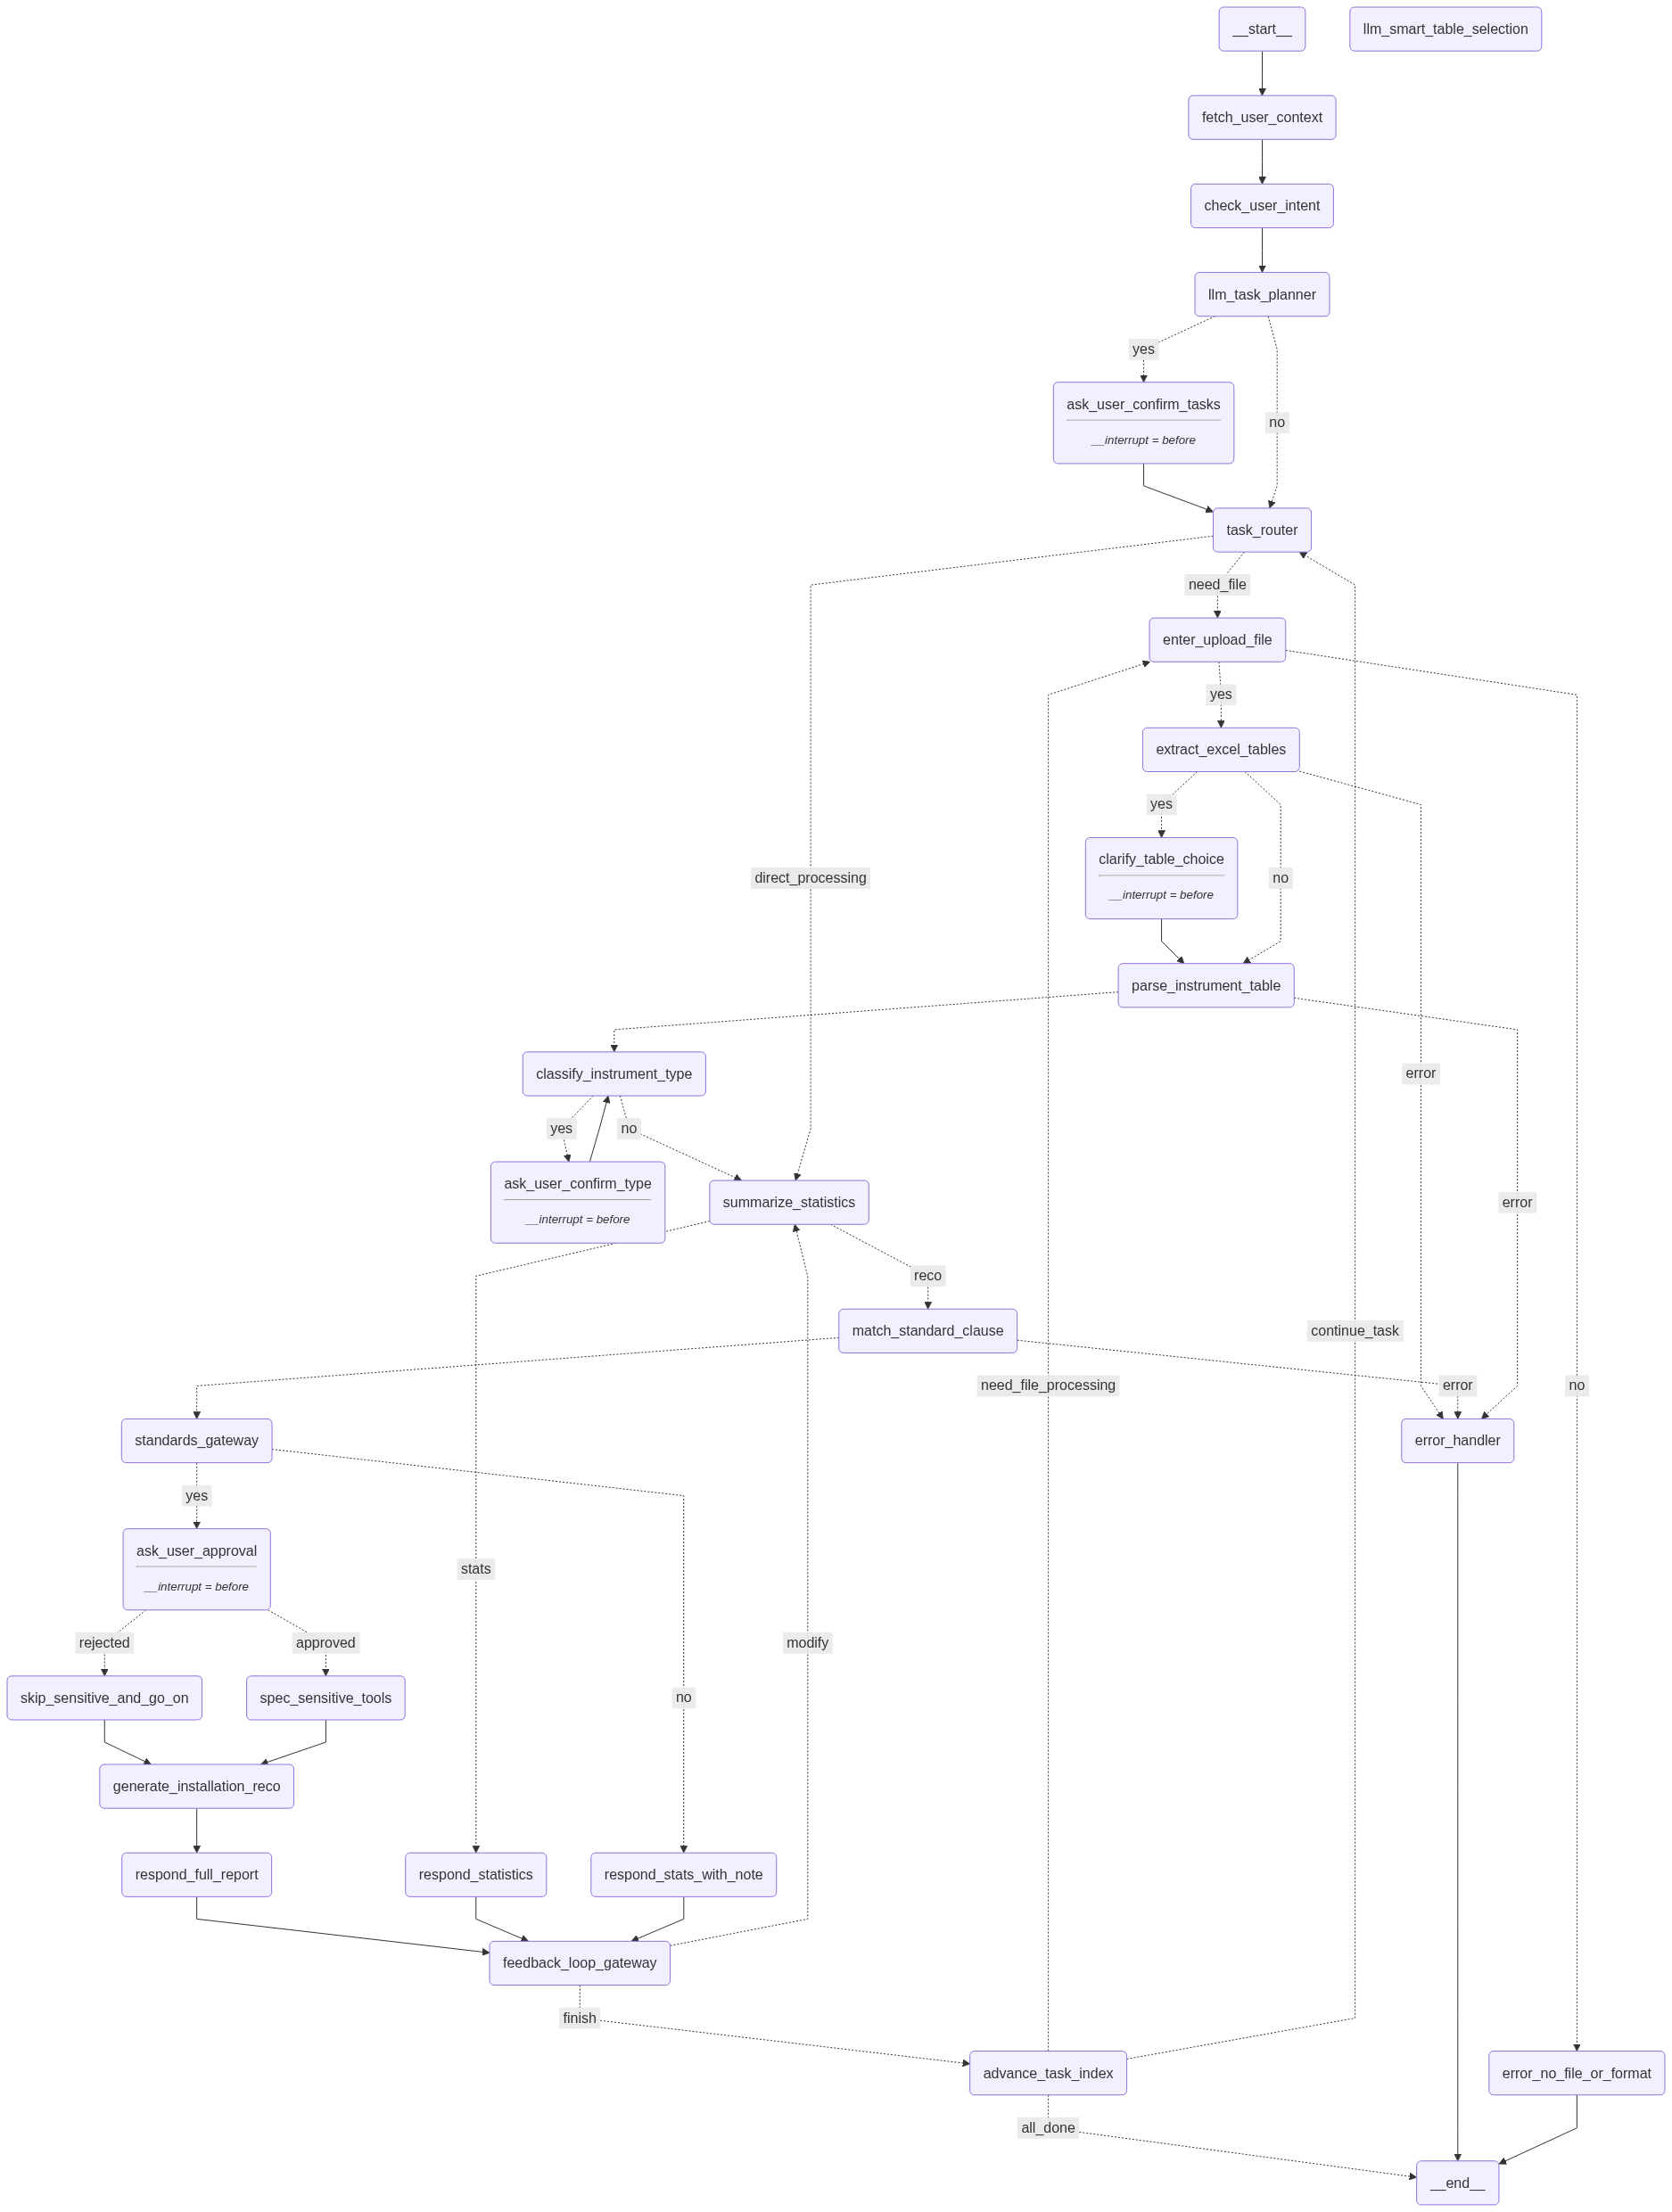 __start__
llm_smart_table_selection
fetch_user_context
check_user_intent
llm_task_planner
yes
ask_user_confirm_tasks
__interrupt = before
no
task_router
need_file
enter_upload_file
yes
extract_excel_tables
yes
clarify_table_choice
__interrupt = before
direct_processing
no
parse_instrument_table
classify_instrument_type
error
yes
no
ask_user_confirm_type
__interrupt = before
summarize_statistics
error
reco
match_standard_clause
continue_task
need_file_processing
error
no
standards_gateway
error_handler
yes
ask_user_approval
__interrupt = before
stats
rejected
approved
modify
skip_sensitive_and_go_on
spec_sensitive_tools
no
generate_installation_reco
respond_full_report
respond_statistics
respond_stats_with_note
feedback_loop_gateway
finish
advance_task_index
error_no_file_or_format
all_done
__end__